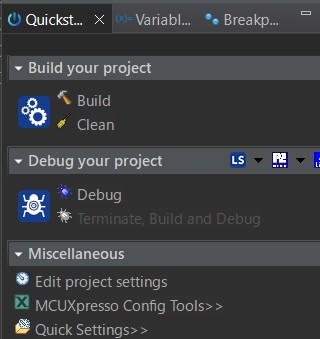 Quickst... (x)= Variabl... Breakp...
Build your project
Build
Clean
Debug your project LS
Debug
Terminate, Build and Debug
Miscellaneous
Edit project settings
MCUXpresso Config Tools>>
Quick Settings>>